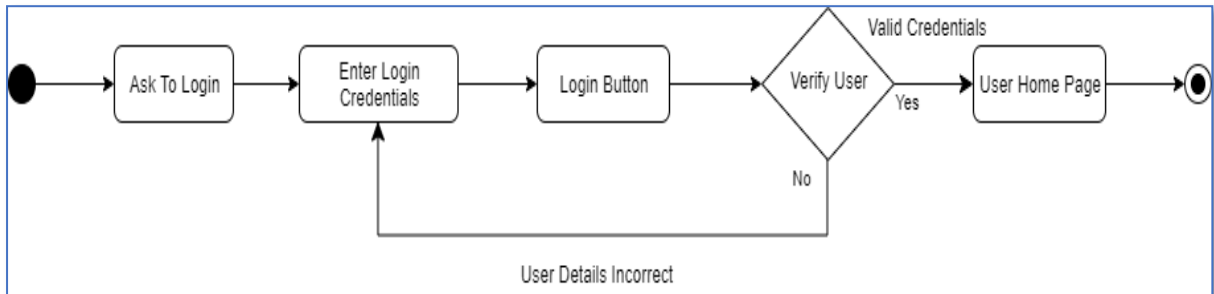 Ask To Login
Enter Login
Credentials
Login Button
Verify User
Valid Credentials
Yes
User Home Page
No
User Details Incorrect